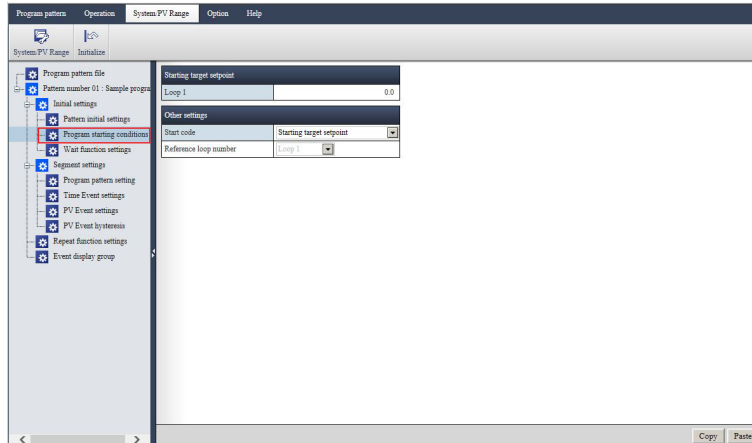 Program pattern Operation System/PV Range Option Help
System/PV Range Initialize
Program pattern file
Pattern number 01 : Sample progra
Initial settings
Pattern initial settings
Program starting conditions
Wait function settings
Segment settings
Program pattern setting
Time Event settings
PV Event settings
PV Event hysteresis
Repeat function settings
Event display group
Starting target setpoint
Loop 1 0.0
Other settings
Start code Starting target setpoint
Reference loop number Loop 1
Copy Paste